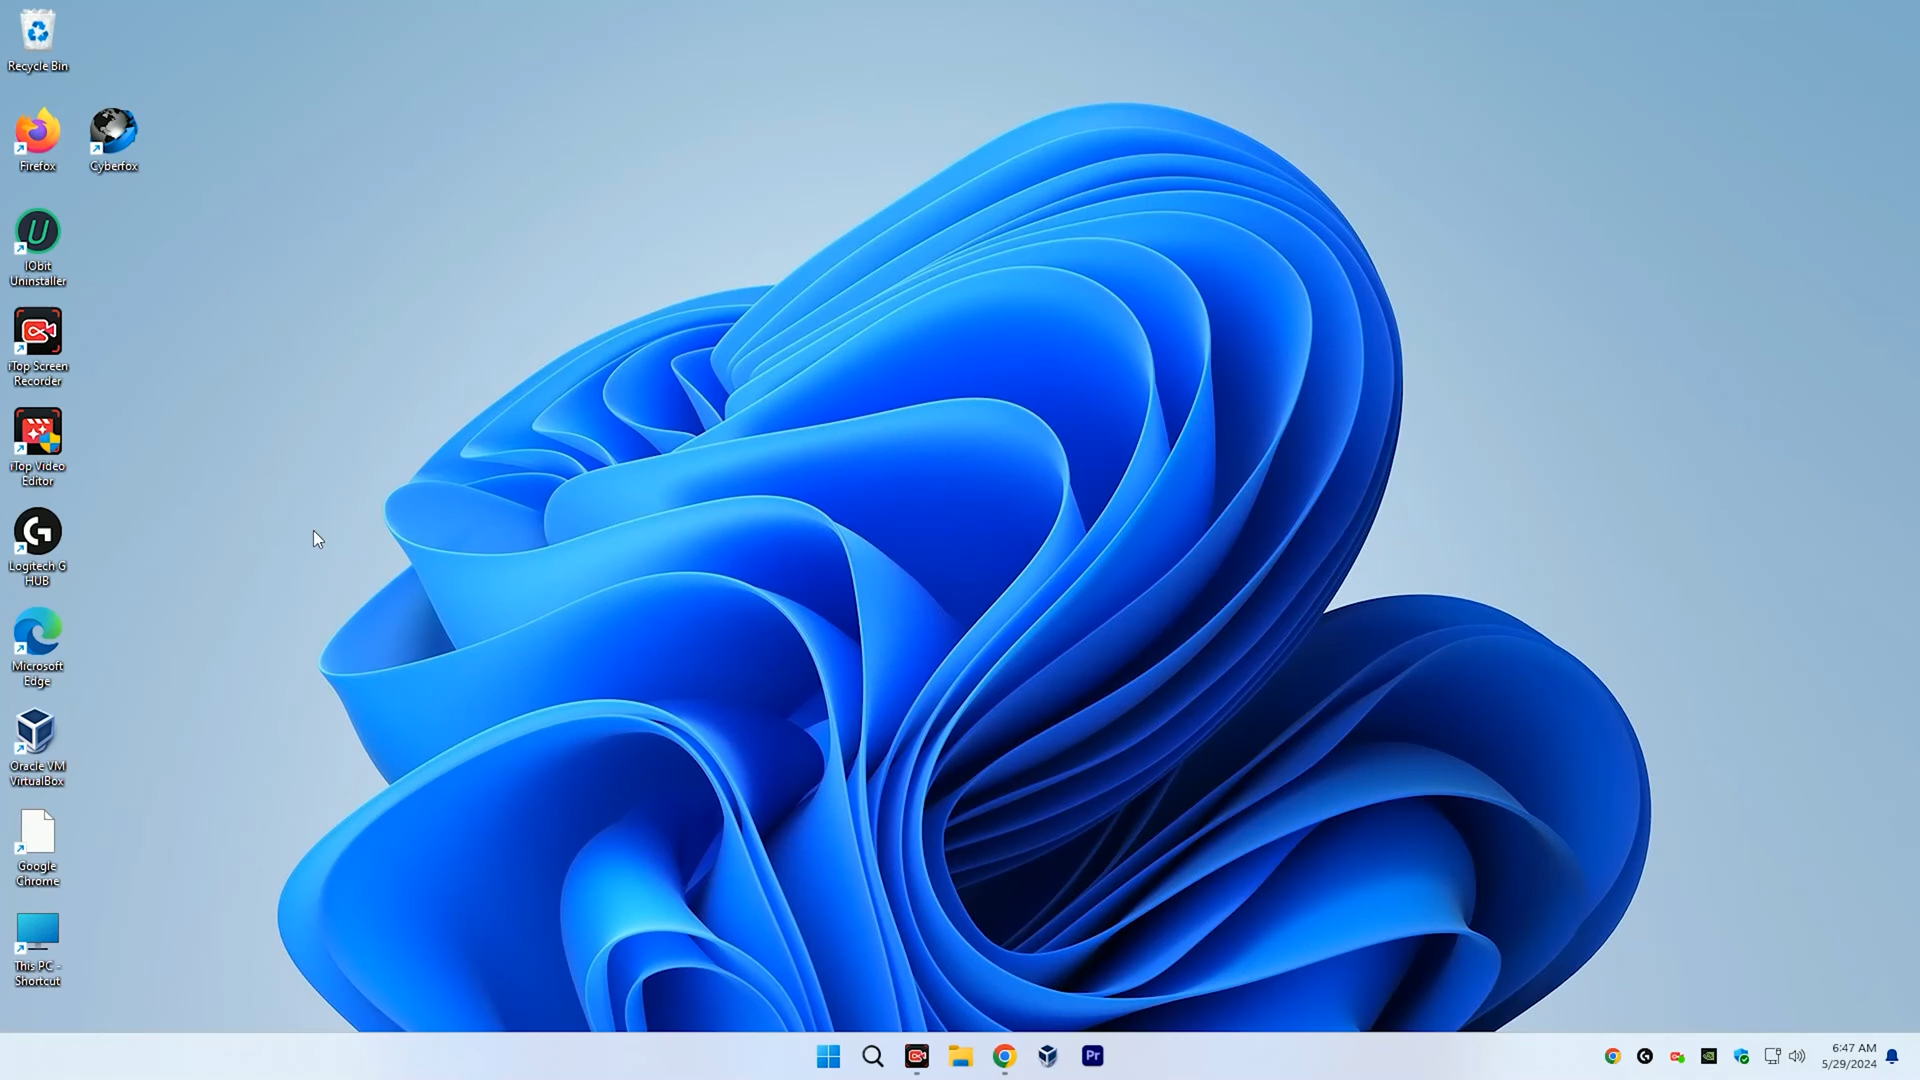 Recycle Bin
Firefox
Cyberfox
IObit
Uninstaller
iTop Screen
Recorder
iTop Video
Editor
Logitech G
HUB
Microsoft
Edge
Oracle VM
VirtualBox
Google
Chrome
This PC -
Shortcut
Pr
6:47 AM
5/29/2024